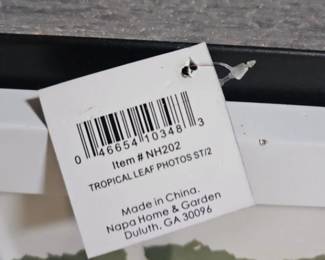 0 46654 10348 3
Item # NH202
TROPICAL LEAF PHOTOS ST/2
Made in China.
Napa Home & Garden
Duluth, GA 30096